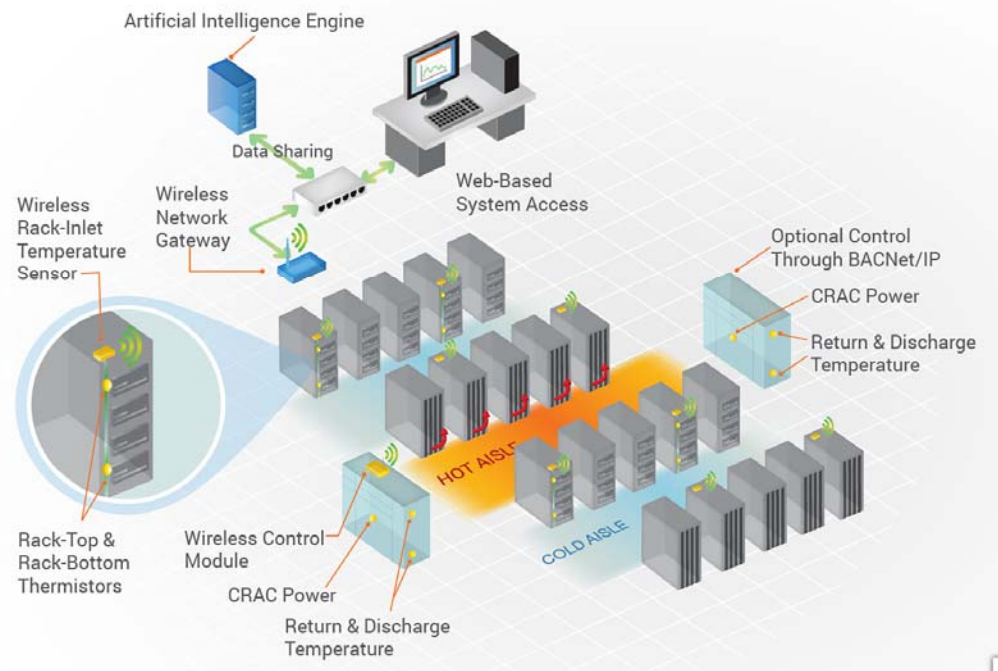 Artificial Intelligence Engine
Data Sharing
Web-Based
System Access
Wireless
Network
Gateway
Wireless
Rack-Inlet
Temperature
Sensor
Optional Control
Through BACNet/IP
CRAC Power
Return & Discharge
Temperature
HOT AISLE
COLD AISLE
Rack-Top &
Rack-Bottom
Thermistors
Wireless Control
Module
CRAC Power
Return & Discharge
Temperature